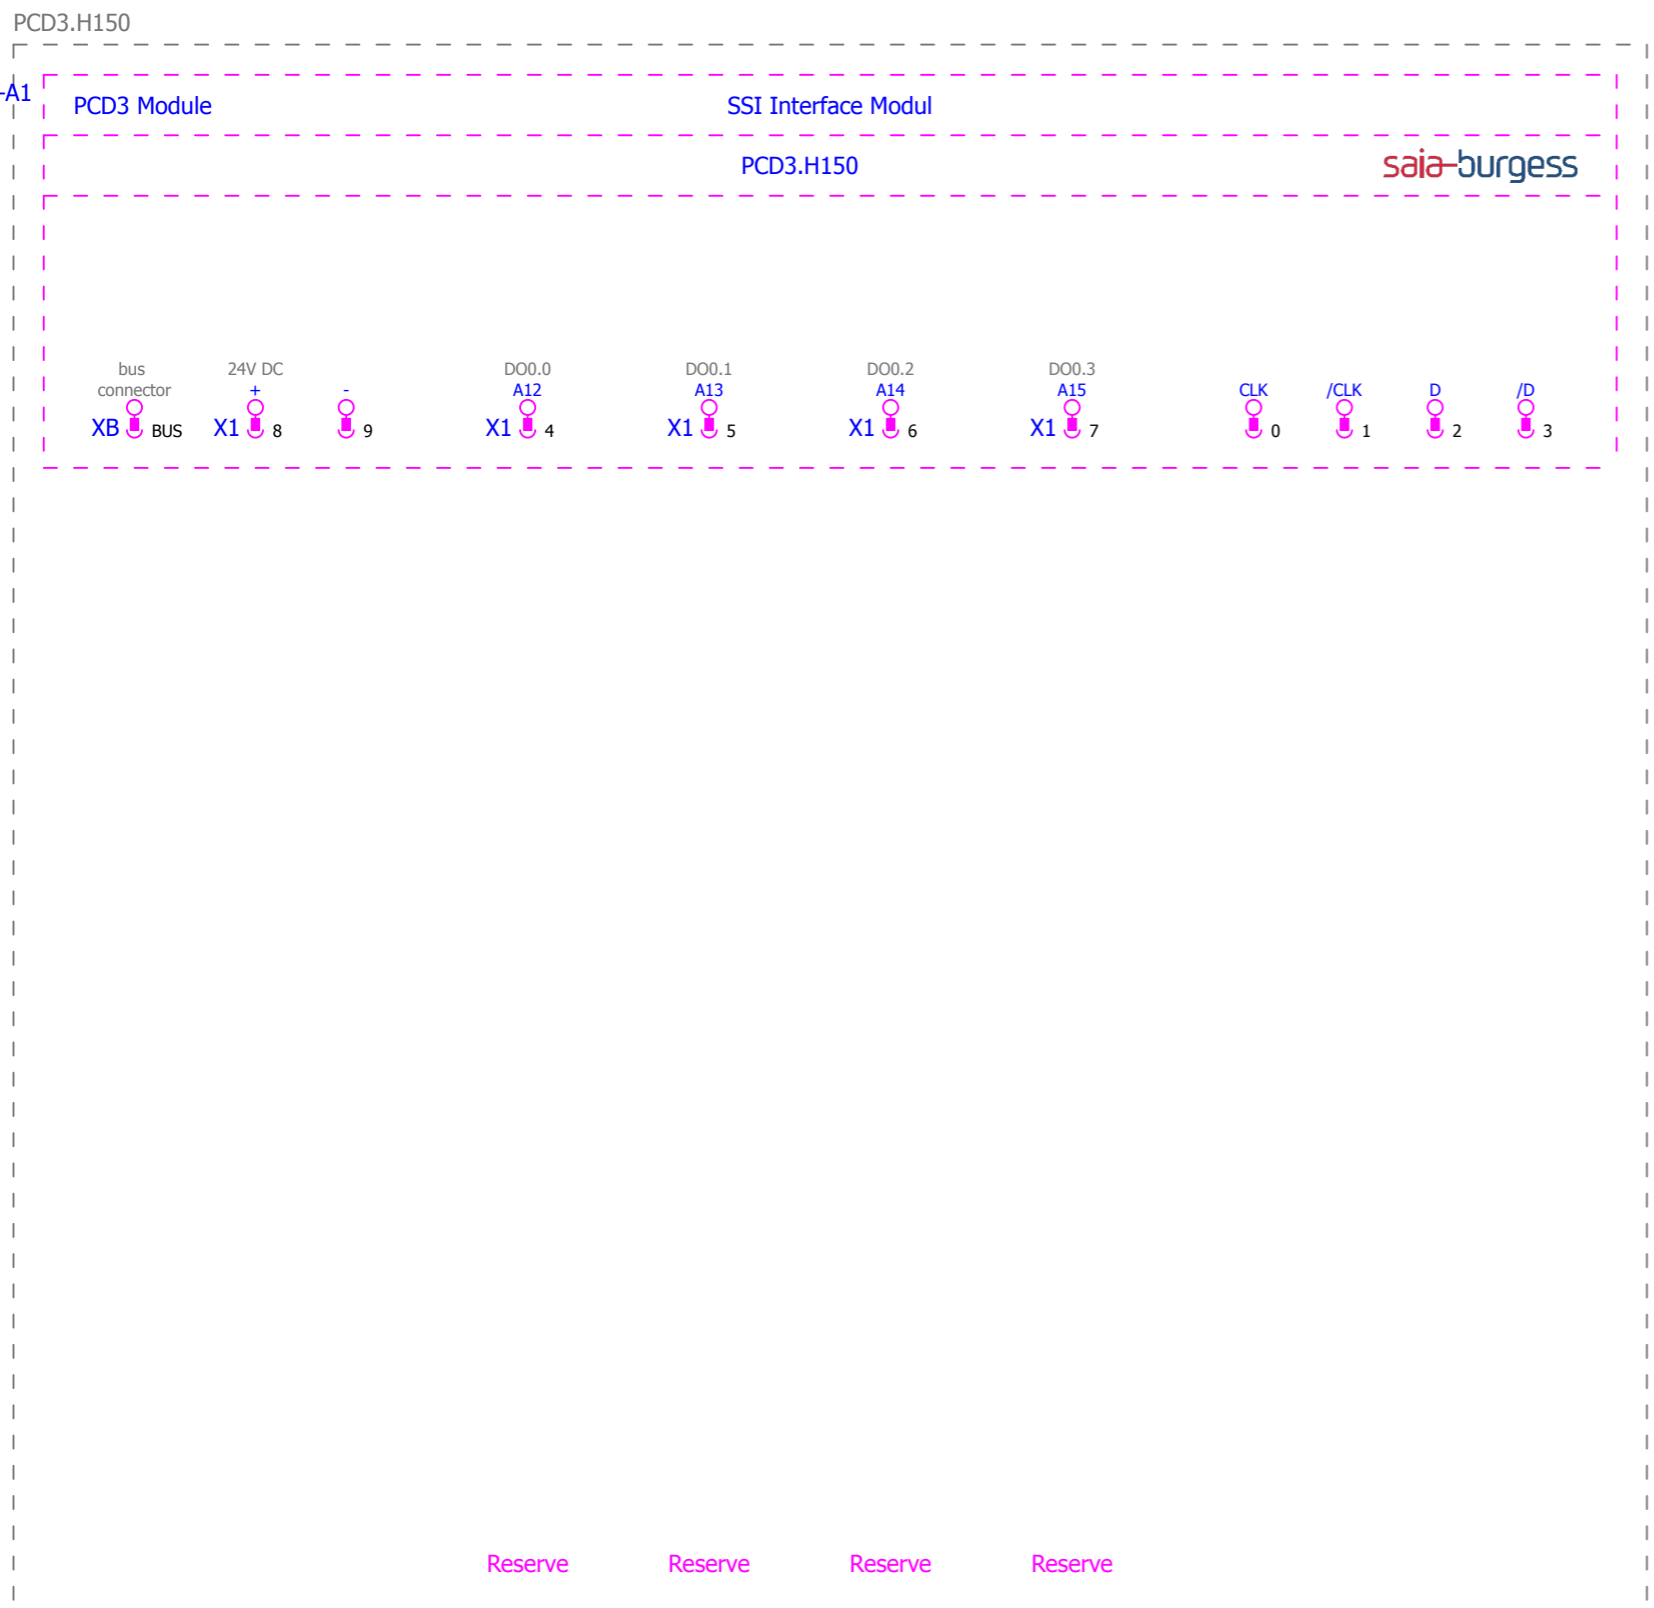 PCD3.H150
-A1
PCD3 Module SSI Interface Modul
PCD3.H150 saia-burgess
bus 24V DC DO0.0 DO0.1 DO0.2 DO0.3
connector + - A12 A13 A14 A15 CLK /CLK D /D
XB BUS X1 8 9 X1 4 X1 5 X1 6 X1 7 0 1 2 3
Reserve Reserve Reserve Reserve